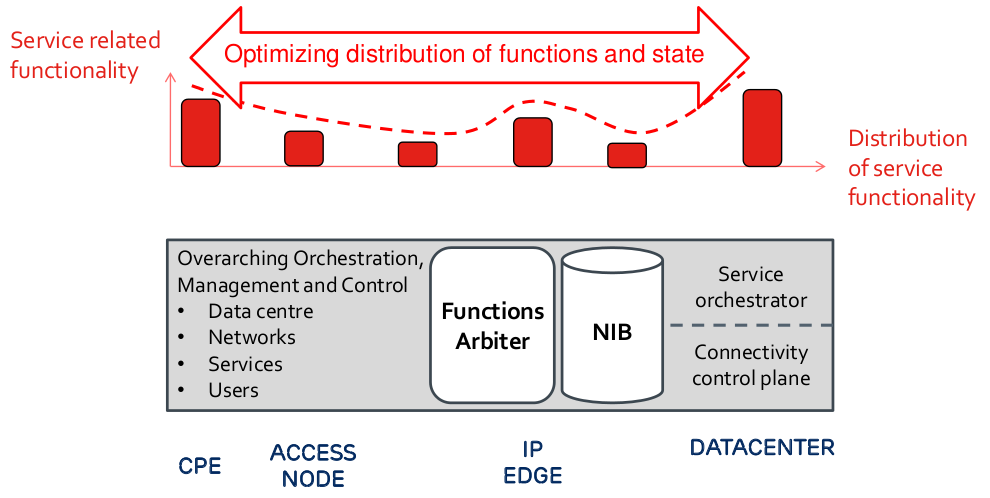 Service related
functionality
Optimizing distribution of functions and state
Distribution
of service
functionality
Overarching Orchestration,
Management and Control
• Data centre
• Networks
• Services
• Users
Functions
Arbiter
NIB
Service
orchestrator
Connectivity
control plane
CPE
ACCESS
NODE
IP
EDGE
DATACENTER